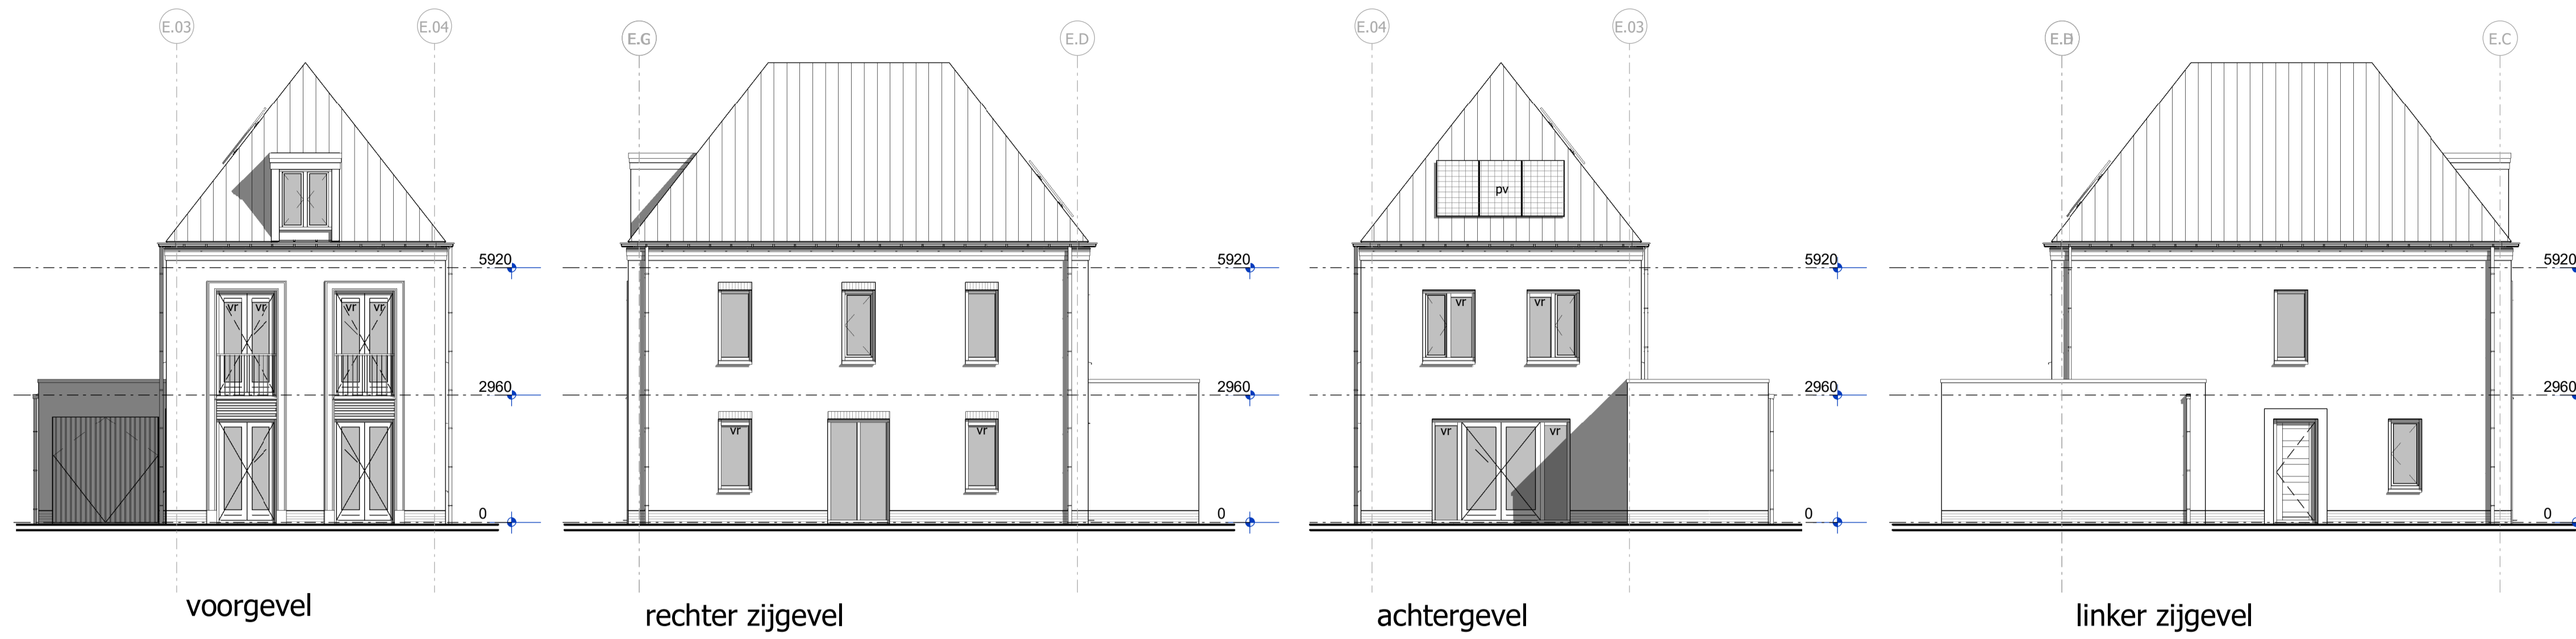 E.03
E.04
E.G
E.D
E.04
E.03
E.C
pv
5920
5920
5920
5920
vr vr
vr vr
vr
vr
2960
2960
2960
2960
vr
vr
vr
vr
0
0
0
0
voorgevel
rechter zijgevel
achtergevel
linker zijgevel